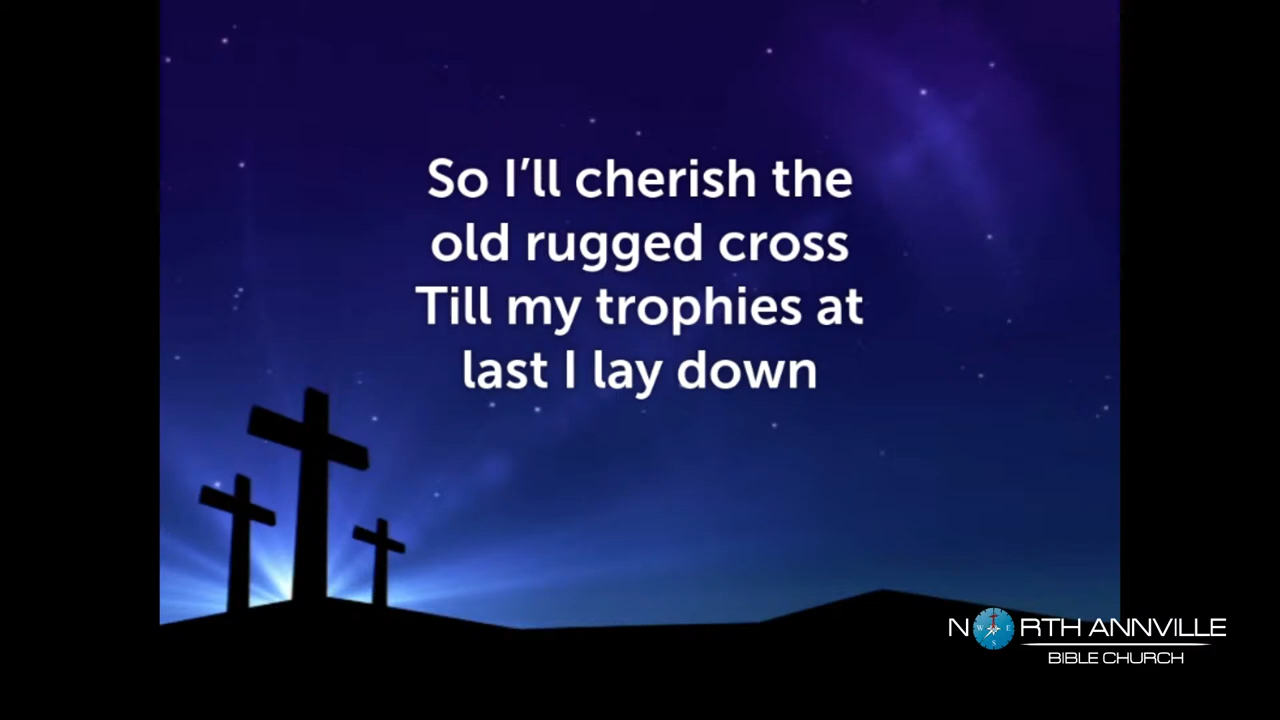 So I’ll cherish the
old rugged cross
Till my trophies at
last I lay down
NORTH ANNVILLE
BIBLE CHURCH
W E
S